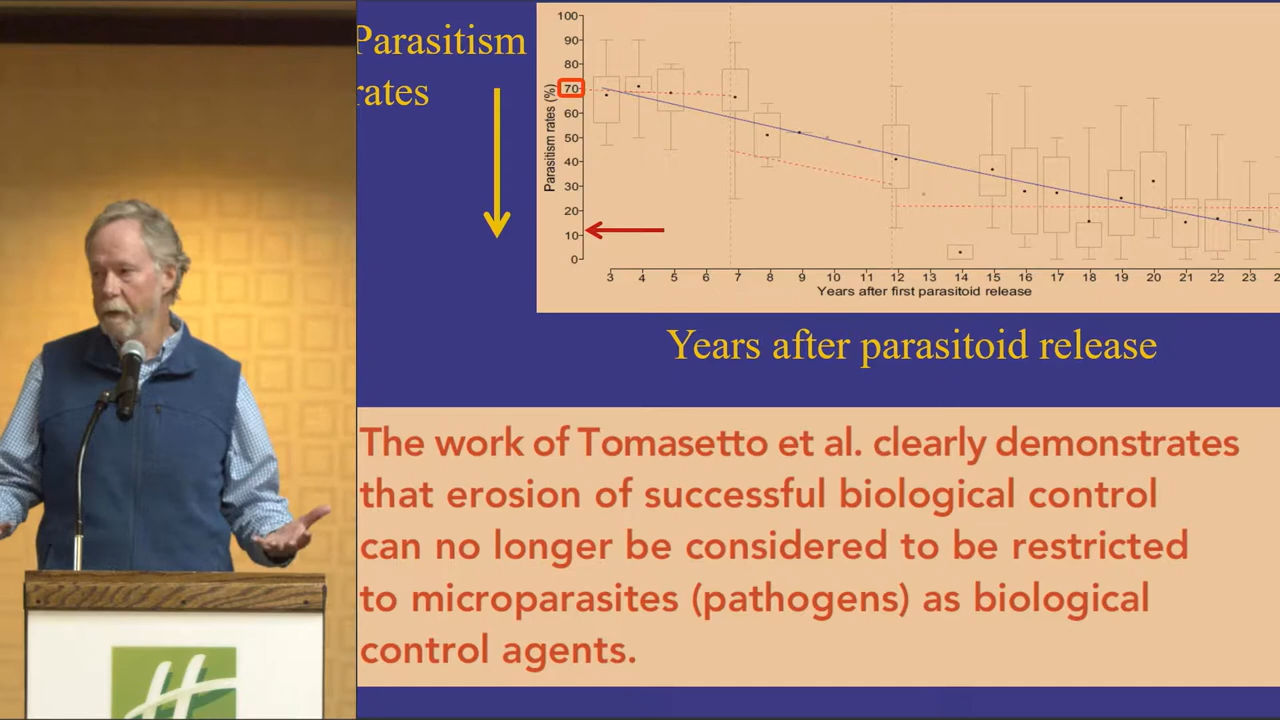 Parasitism
rates
100
90
80
70
60
50
40
30
20
10
0
Parasitism rates (%)
3 4 5 6 7 8 9 10 11 12 13 14 15 16 17 18 19 20 21 22 23
Years after first parasitoid release
Years after parasitoid release
The work of Tomasetto et al. clearly demonstrates
that erosion of successful biological control
can no longer be considered to be restricted
to microparasites (pathogens) as biological
control agents.
H